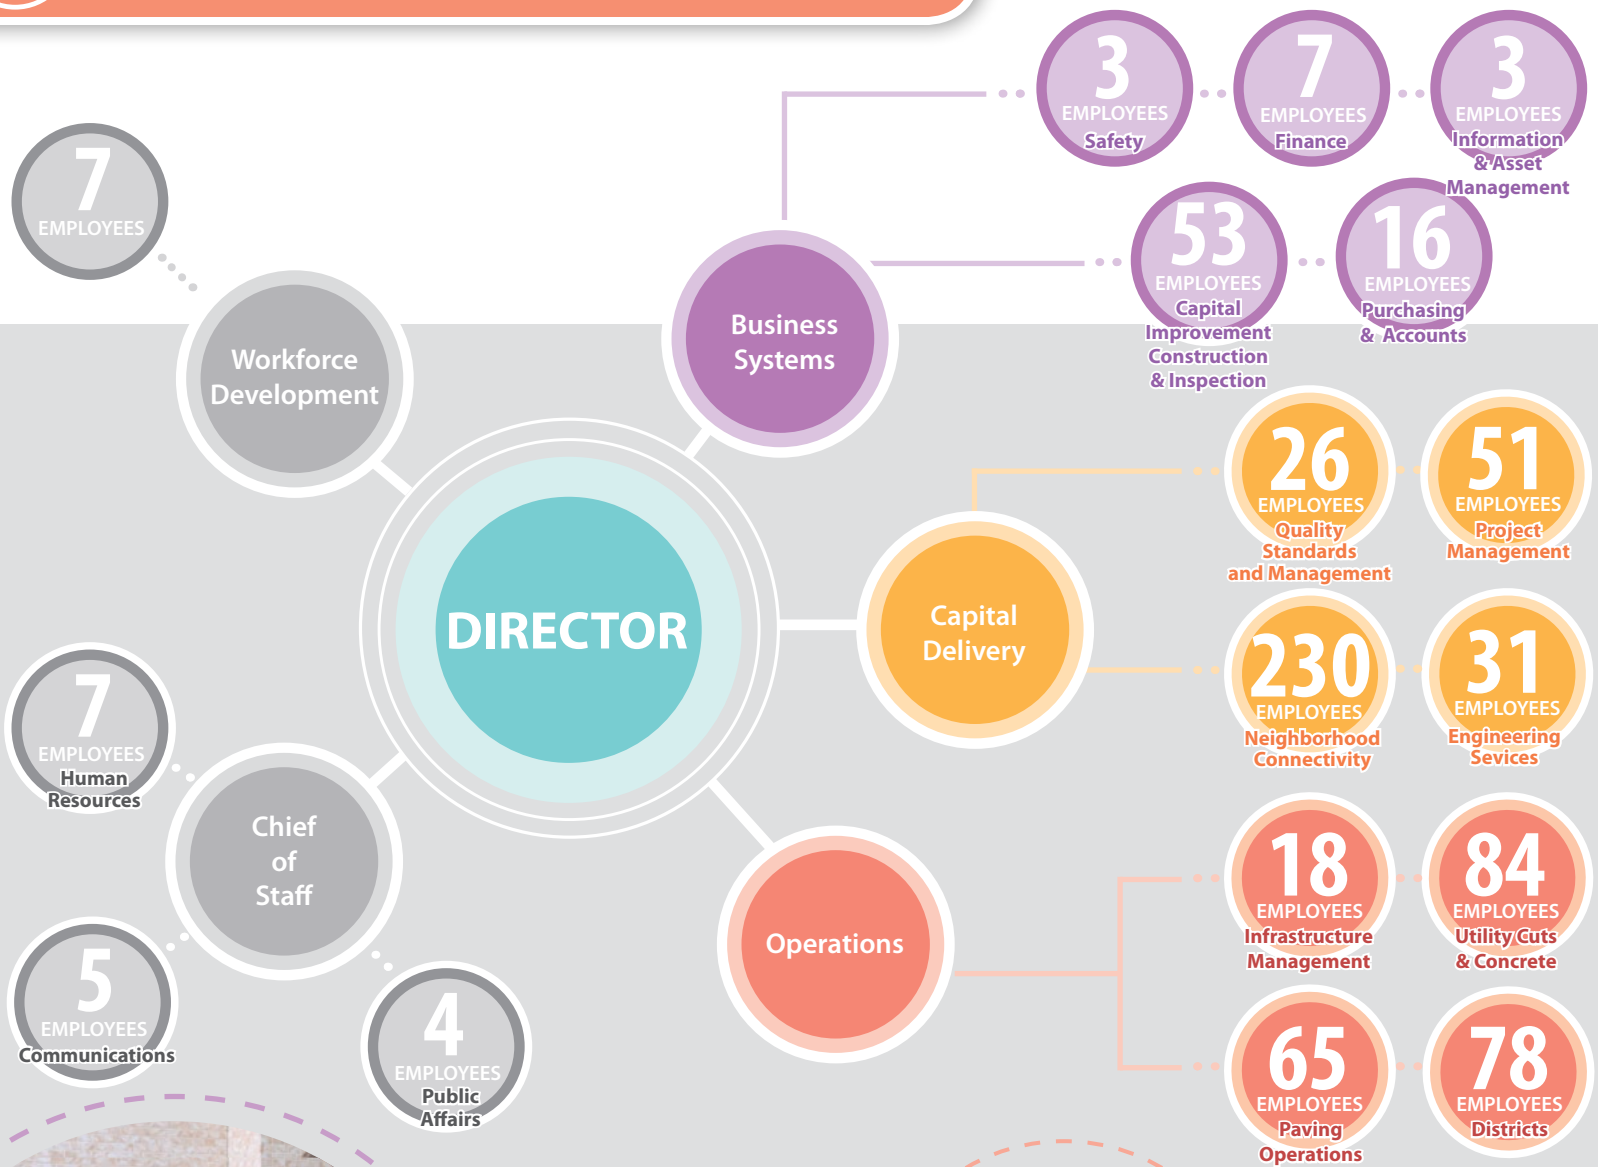 3
EMPLOYEES
Safety
7
EMPLOYEES
Finance
3
EMPLOYEES
Information
& Asset
Management
53
EMPLOYEES
Capital
Improvement
Construction
& Inspection
16
EMPLOYEES
Purchasing
& Accounts
7
EMPLOYEES
Workforce
Development
Business
Systems
DIRECTOR
Capital
Delivery
26
EMPLOYEES
Quality
Standards
and Management
51
EMPLOYEES
Project
Management
230
EMPLOYEES
Neighborhood
Connectivity
31
EMPLOYEES
Engineering
Sevices
7
EMPLOYEES
Human
Resources
Chief
of
Staff
5
EMPLOYEES
Communications
4
EMPLOYEES
Public
Affairs
Operations
18
EMPLOYEES
Infrastructure
Management
84
EMPLOYEES
Utility Cuts
& Concrete
65
EMPLOYEES
Paving
Operations
78
EMPLOYEES
Districts